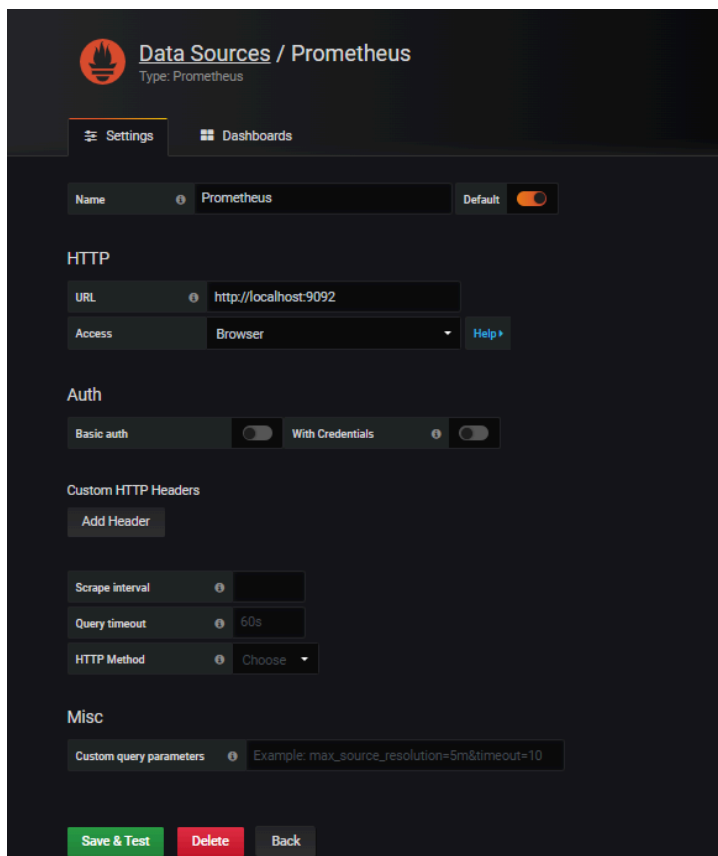 Data Sources / Prometheus
Type: Prometheus
Settings Dashboards
Name Prometheus Default
HTTP
URL http://localhost:9092
Access Browser Help
Auth
Basic auth With Credentials
Custom HTTP Headers
Add Header
Scrape interval
Query timeout 60s
HTTP Method Choose
Misc
Custom query parameters Example: max_source_resolution=5m&timeout=10
Save & Test Delete Back